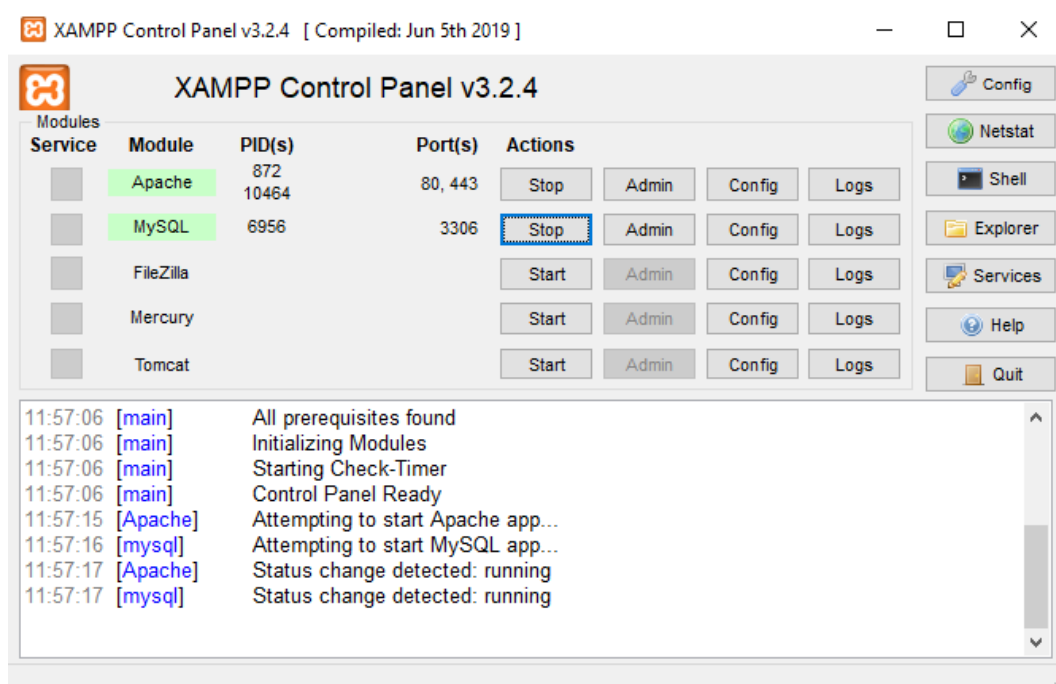 XAMPP Control Panel v3.2.4 [ Compiled: Jun 5th 2019 ]
XAMPP Control Panel v3.2.4
Config
Modules
Netstat
Service Module PID(s) Port(s) Actions
Apache 872 10464 80, 443 Stop Admin Config Logs
Shell
MySQL 6956 3306 Stop Admin Config Logs
Explorer
FileZilla Start Admin Config Logs
Services
Mercury Start Admin Config Logs
Help
Tomcat Start Admin Config Logs
Quit
11:57:06 [main] All prerequisites found
11:57:06 [main] Initializing Modules
11:57:06 [main] Starting Check-Timer
11:57:06 [main] Control Panel Ready
11:57:15 [Apache] Attempting to start Apache app...
11:57:16 [mysql] Attempting to start MySQL app...
11:57:17 [Apache] Status change detected: running
11:57:17 [mysql] Status change detected: running